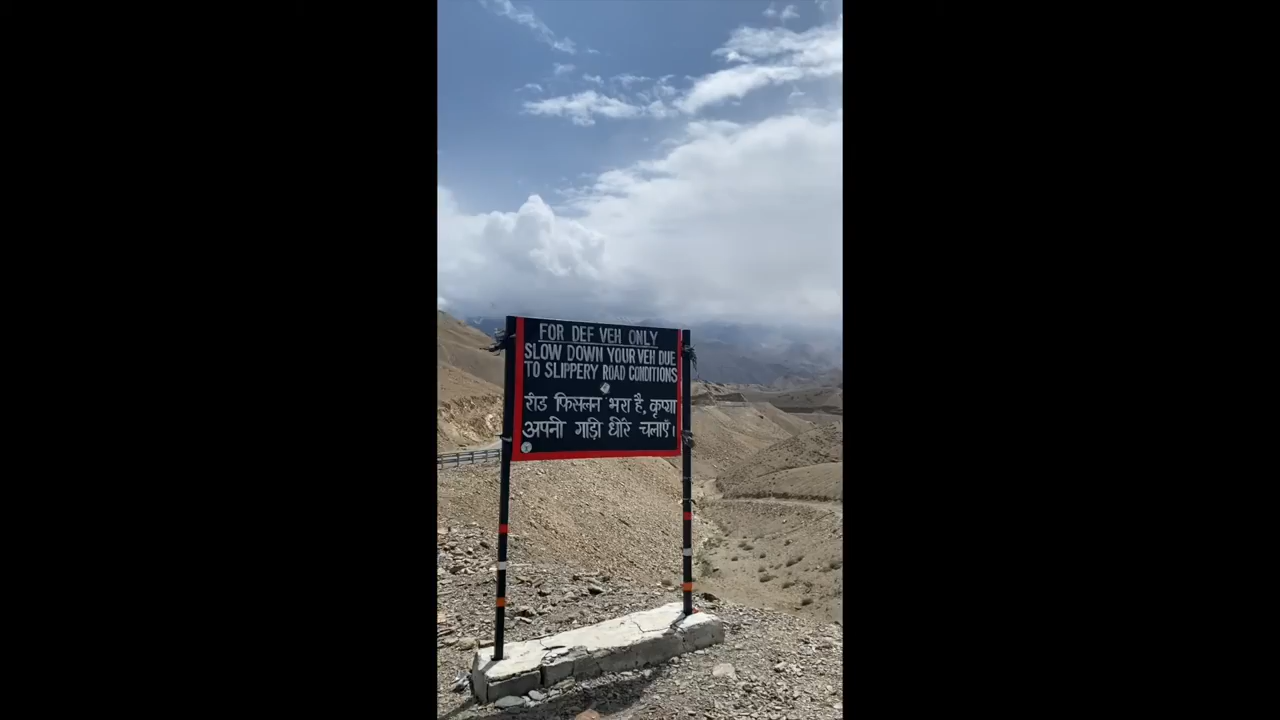 FOR DEF VEH ONLY
SLOW DOWN YOUR VEH DUE
TO SLIPPERY ROAD CONDITIONS
रोड फिसलन भरा है, कृप्या
अपनी गाड़ी धीरे चलाएँ।